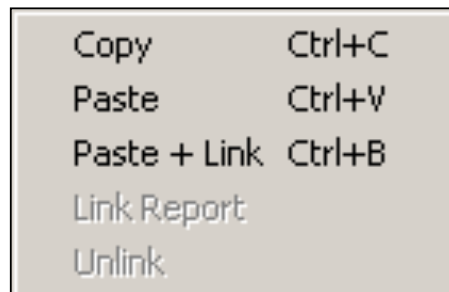 Copy Ctrl+C
Paste Ctrl+V
Paste + Link Ctrl+B
Link Report
Unlink